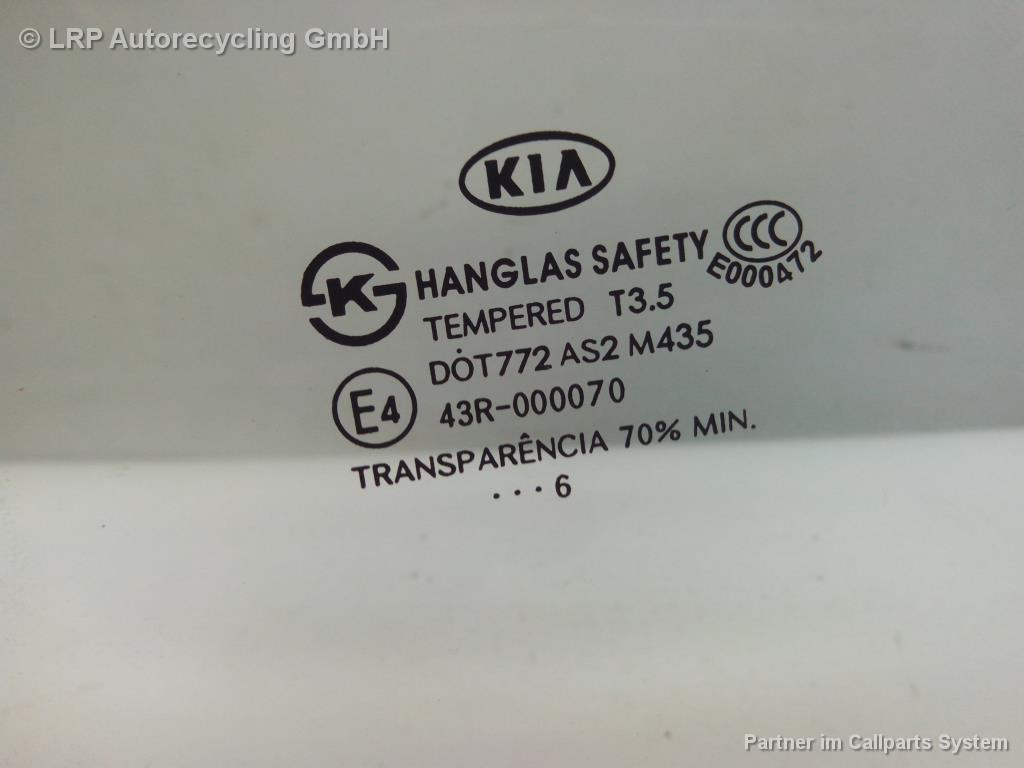 © LRP Autorecycling GmbH
KIA
K HANGLAS SAFETY CCC
E000472
TEMPERED T3.5
DOT772 AS2 M435
E4 43R-000070
TRANSPARÊNCIA 70% MIN.
...6
Partner im Callparts System